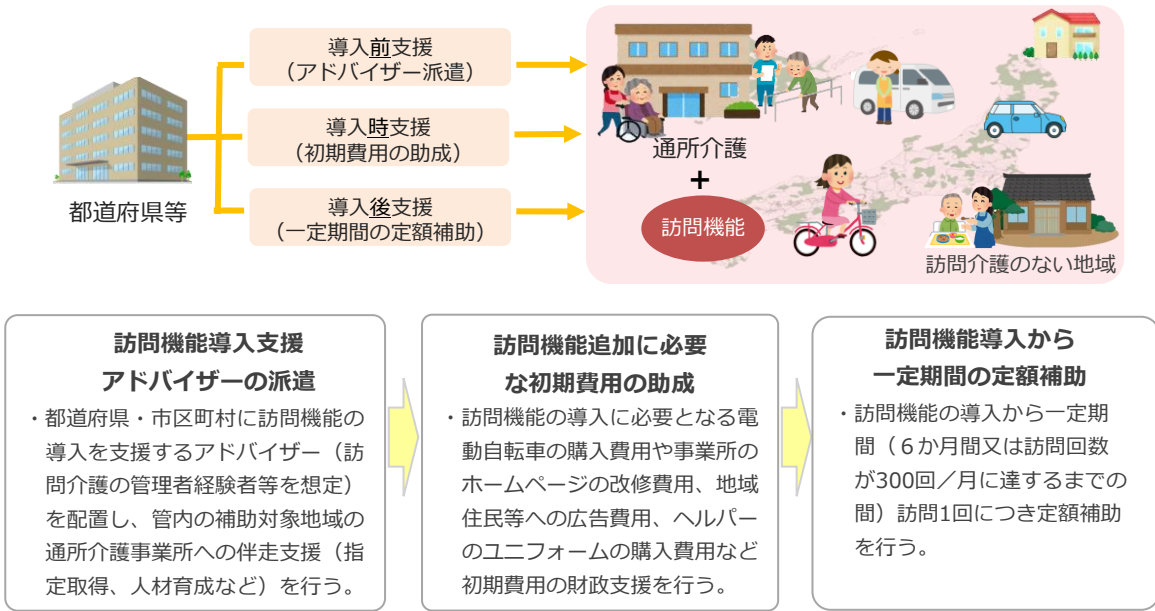 導入前支援
（アドバイザー派遣）
導入時支援
（初期費用の助成）
導入後支援
（一定期間の定額補助）
都道府県等
通所介護
+
訪問機能
訪問介護のない地域
訪問機能導入支援
アドバイザーの派遣
・都道府県・市区町村に訪問機能の
導入を支援するアドバイザー（訪
問介護の管理者経験者等を想定）
を配置し、管内の補助対象地域の
通所介護事業所への伴走支援（指
定取得、人材育成など）を行う。
訪問機能追加に必要
な初期費用の助成
・訪問機能の導入に必要となる電
動自転車の購入費用や事業所の
ホームページの改修費用、地域
住民等への広告費用、ヘルパー
のユニフォームの購入費用など
初期費用の財政支援を行う。
訪問機能導入から
一定期間の定額補助
・訪問機能の導入から一定期
間（６か月間又は訪問回数
が300回／月に達するまでの
間）訪問1回につき定額補助
を行う。